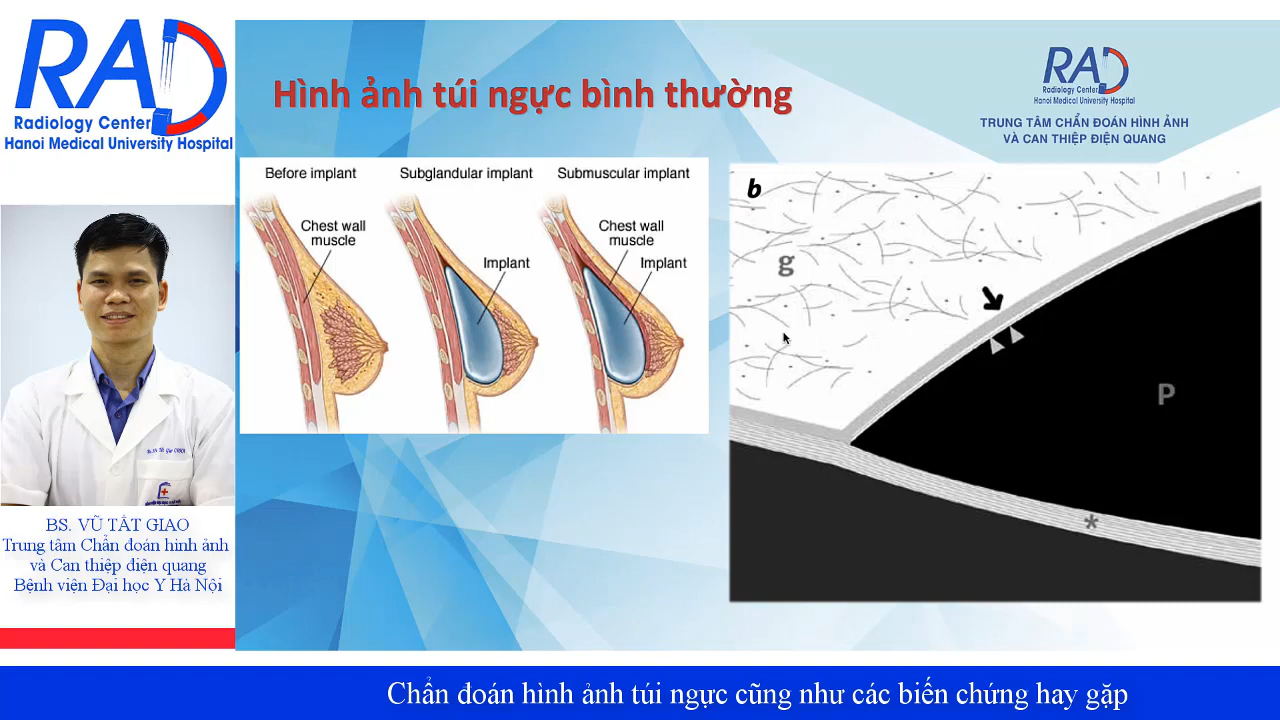 RAD
Radiology Center
Hanoi Medical University Hospital
BS. VŨ TẤT GIAO
Trung tâm Chẩn đoán hình ảnh
và Can thiệp điện quang
Bệnh viện Đại học Y Hà Nội
Hình ảnh túi ngực bình thường
RAD
Radiology Center
Hanoi Medical University Hospital
TRUNG TÂM CHẨN ĐOÁN HÌNH ẢNH
VÀ CAN THIỆP ĐIỆN QUANG
Before implant
Subglandular implant
Submuscular implant
Chest wall
muscle
Implant
Chest wall
muscle
Implant
b
g
P
*
Chẩn đoán hình ảnh túi ngực cũng như các biến chứng hay gặp